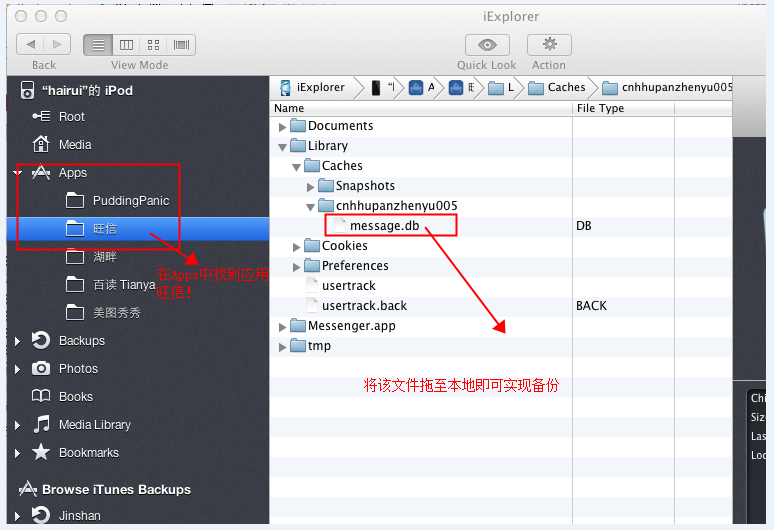 iExplorer
Back
View Mode
Quick Look
Action
"hairui"的 iPod
Root
Media
Apps
PuddingPanic
旺信
湖畔
百读 Tianya
美图秀秀
Backups
Photos
Books
Media Library
Bookmarks
Browse iTunes Backups
Jinshan
在Apps中找到应用
旺信!
iExplorer
A
L
Caches
cnhhupanzhenyu005
Name
File Type
Documents
Library
Caches
Snapshots
cnhhupanzhenyu005
message.db
DB
Cookies
Preferences
usertrack
usertrack.back
BACK
Messenger.app
tmp
将该文件拖至本地即可实现备份
Chi
Siz
Las
Loc